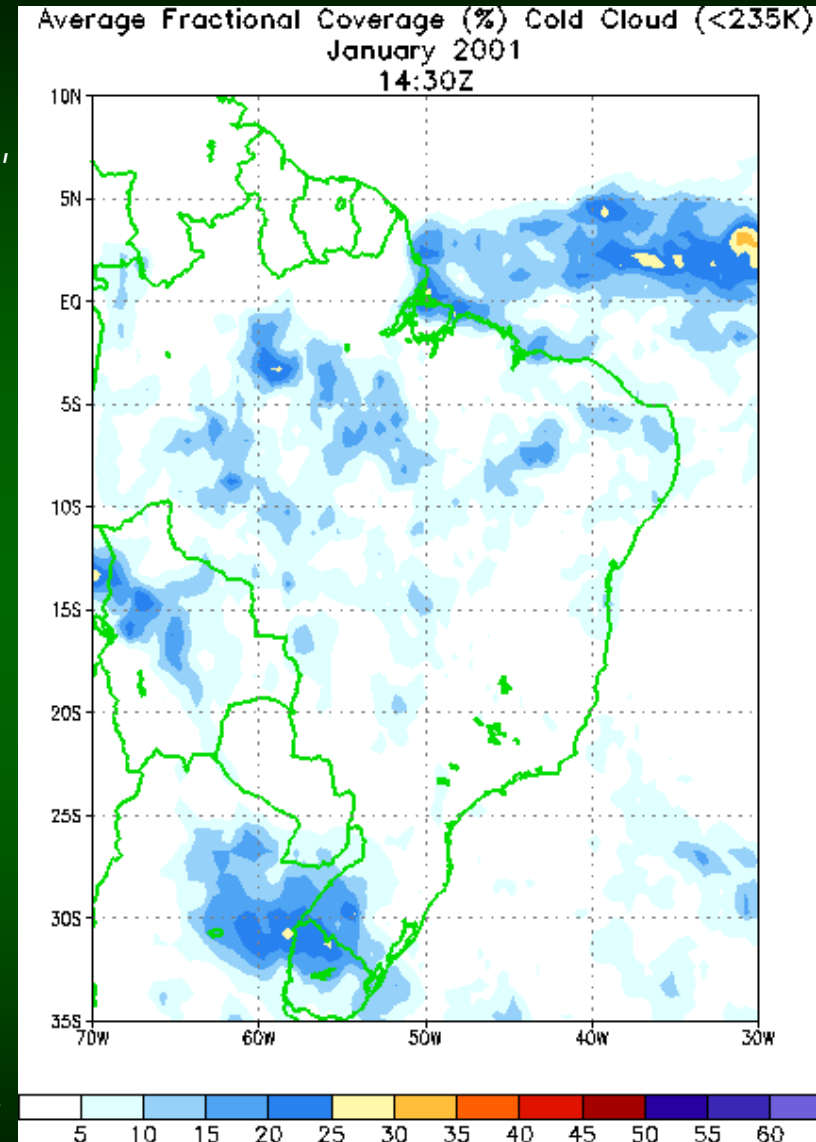 Average Fractional Coverage (%) Cold Cloud (<235K)
January 2001
14:30Z
10N
5N
EQ
5S
10S
15S
20S
25S
30S
35S
70W 60W 50W 40W 30W
5 10 15 20 25 30 35 40 45 50 55 60